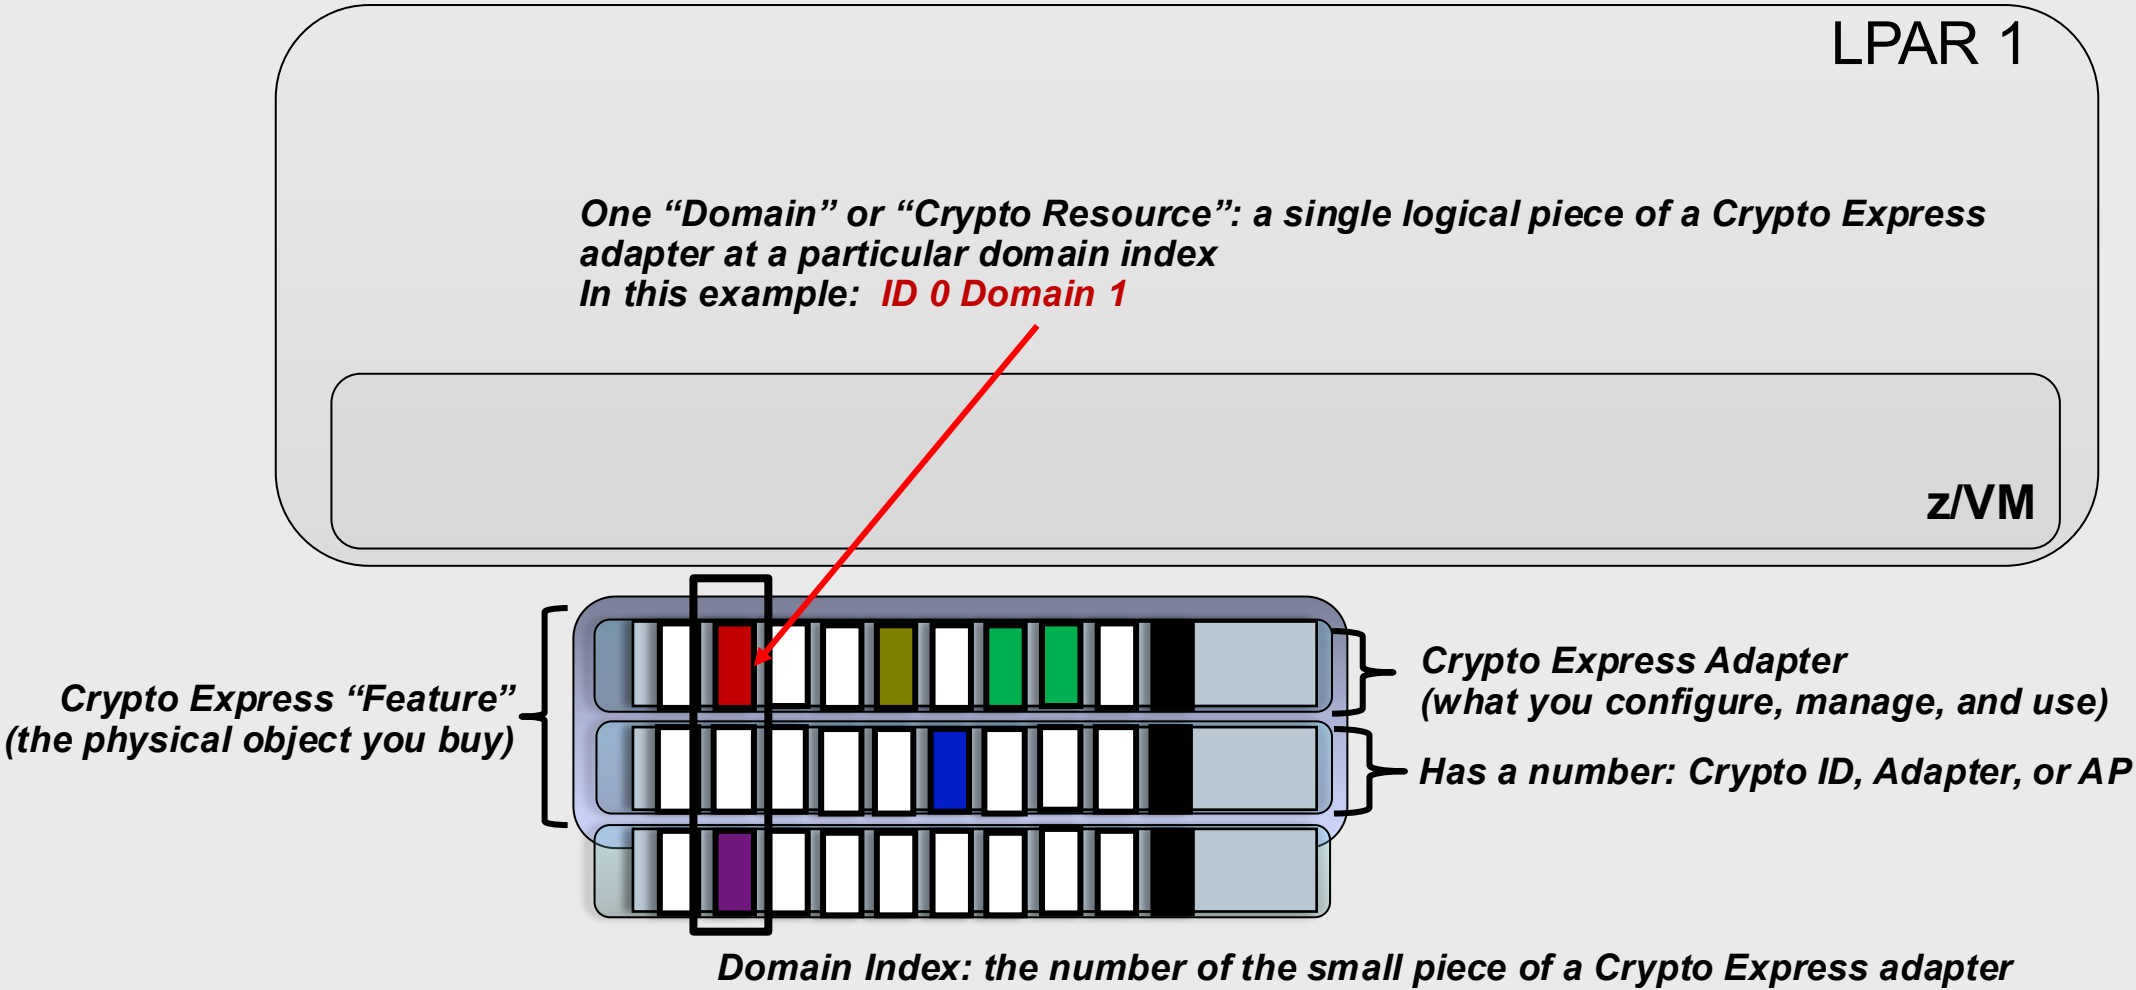 LPAR 1
One “Domain” or “Crypto Resource”: a single logical piece of a Crypto Express
adapter at a particular domain index
In this example: ID 0 Domain 1
z/VM
Crypto Express “Feature”
(the physical object you buy)
Crypto Express Adapter
(what you configure, manage, and use)
Has a number: Crypto ID, Adapter, or AP
Domain Index: the number of the small piece of a Crypto Express adapter